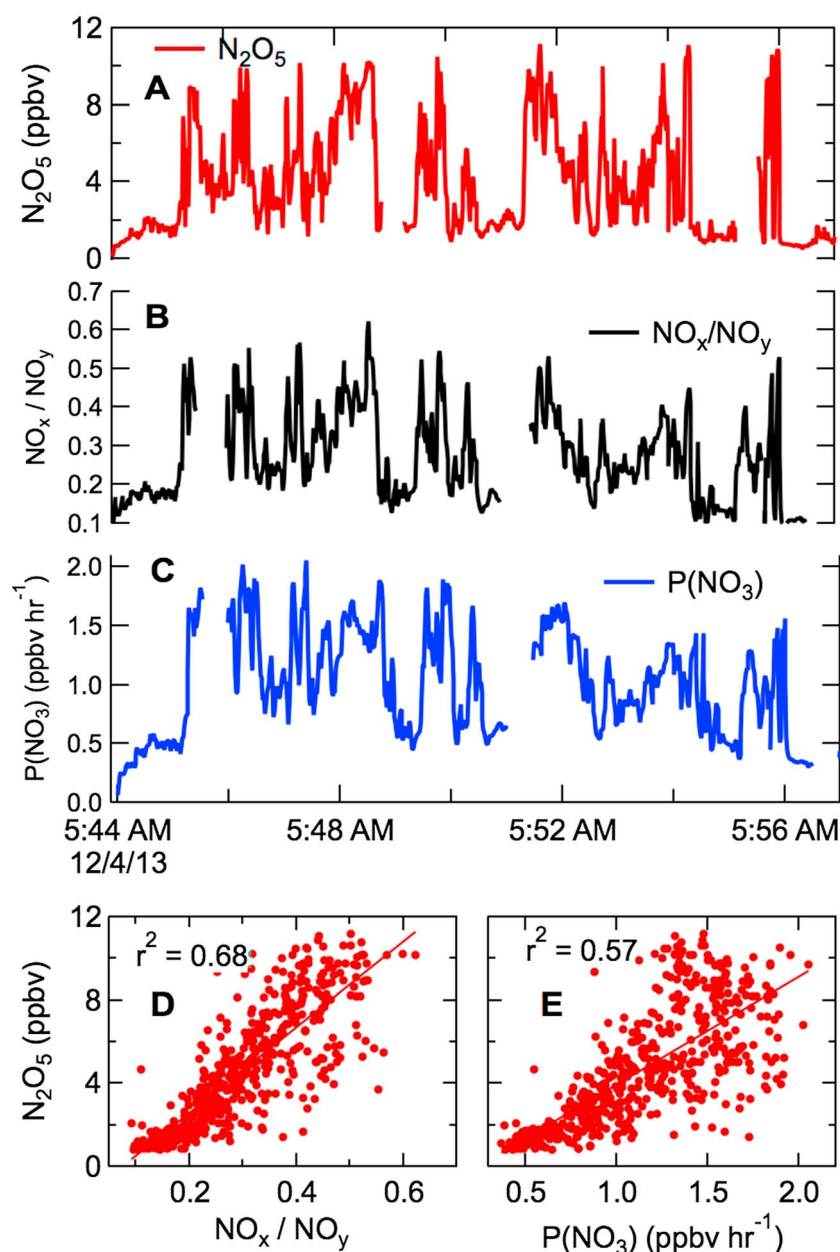 12
8
4
0
N₂O₅ (ppbv)
A
N₂O₅
0.7
0.6
0.5
0.4
0.3
0.2
0.1
NOₓ / NOᵧ
B
NOₓ/NOᵧ
2.0
1.5
1.0
0.5
0.0
P(NO₃) (ppbv hr⁻¹)
C
P(NO₃)
5:44 AM 5:48 AM 5:52 AM 5:56 AM
12/4/13
12
8
4
0
N₂O₅ (ppbv)
r² = 0.68
D
0.2 0.4 0.6
NOₓ / NOᵧ
r² = 0.57
E
0.5 1.0 1.5 2.0
P(NO₃) (ppbv hr⁻¹)